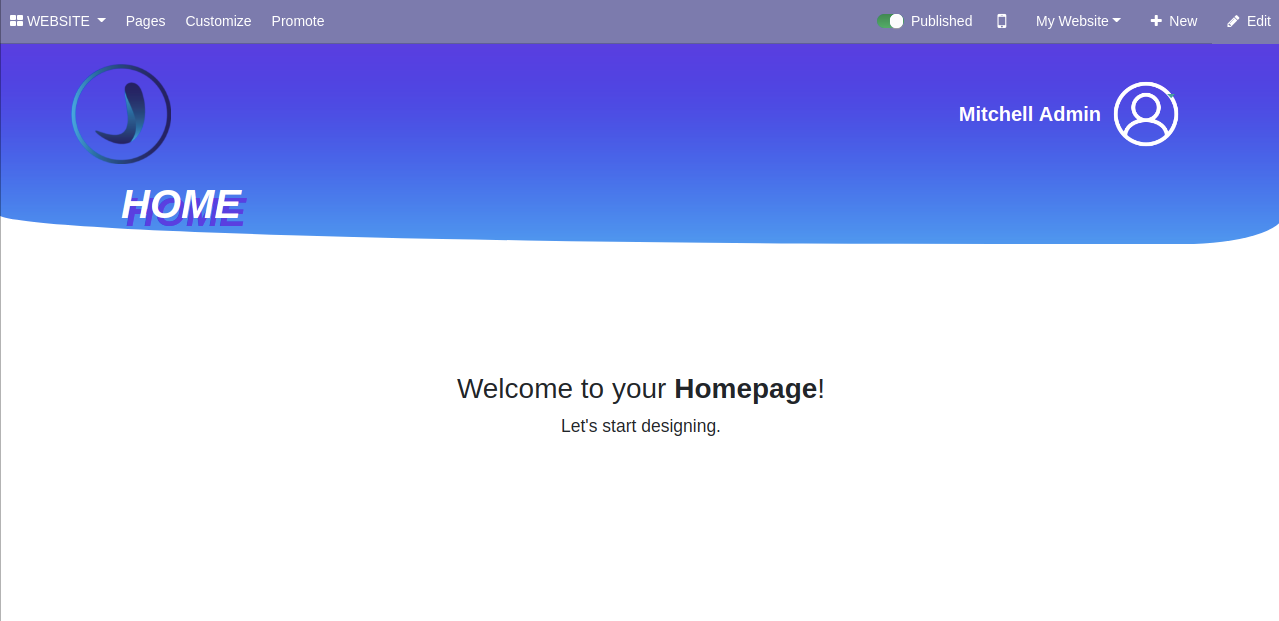 WEBSITE Pages Customize Promote Published My Website New Edit
Mitchell Admin
HOME
Welcome to your Homepage!
Let's start designing.